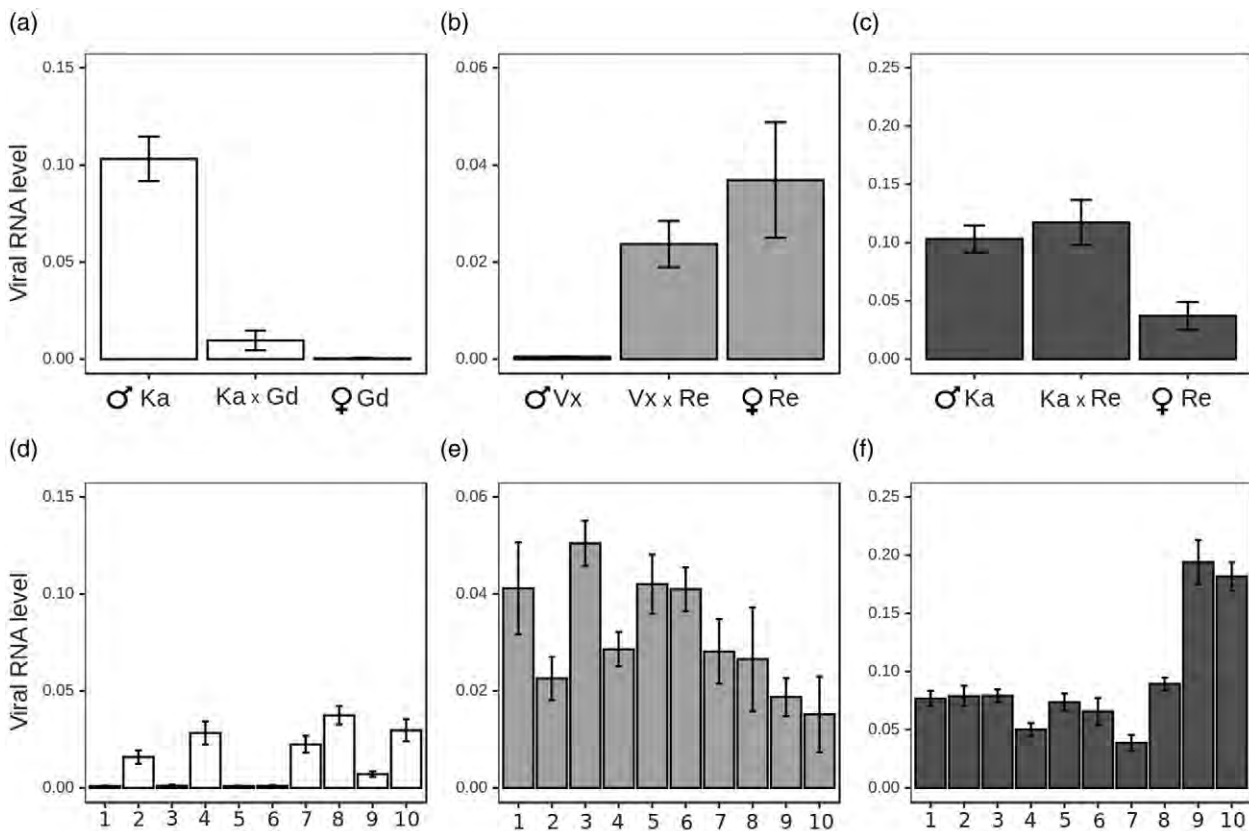 (a)
(b)
(c)
Viral RNA level
0.15
0.10
0.05
0.00
♂ Ka
Ka x Gd
♀ Gd
0.06
0.04
0.02
0.00
♂ Vx
Vx x Re
♀ Re
0.25
0.20
0.15
0.10
0.05
0.00
♂ Ka
Ka x Re
♀ Re
(d)
(e)
(f)
Viral RNA level
0.15
0.10
0.05
0.00
1 2 3 4 5 6 7 8 9 10
0.06
0.04
0.02
0.00
1 2 3 4 5 6 7 8 9 10
0.25
0.20
0.15
0.10
0.05
0.00
1 2 3 4 5 6 7 8 9 10